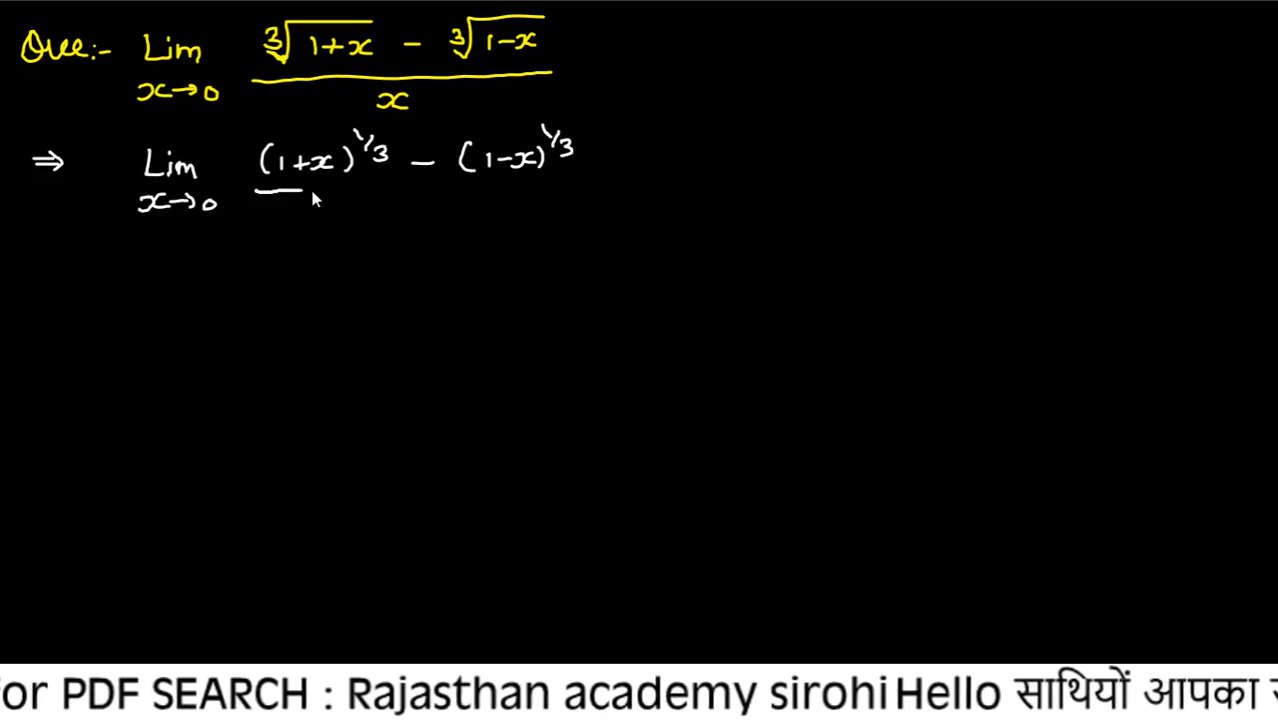 Que:- Lim x→0 (∛(1+x) - ∛(1-x)) / x
⇒ Lim x→0 (1+x)^1/3 - (1-x)^1/3
for PDF SEARCH : Rajasthan academy sirohi Hello साथियों आपका